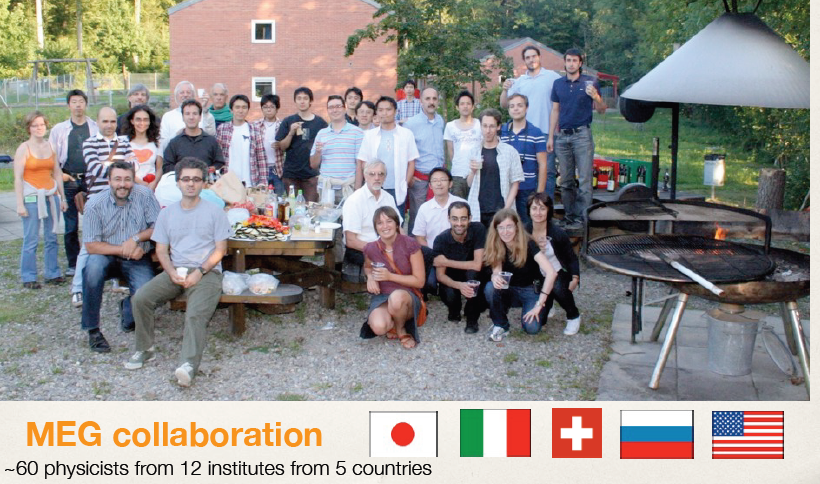 MEG collaboration
~60 physicists from 12 institutes from 5 countries